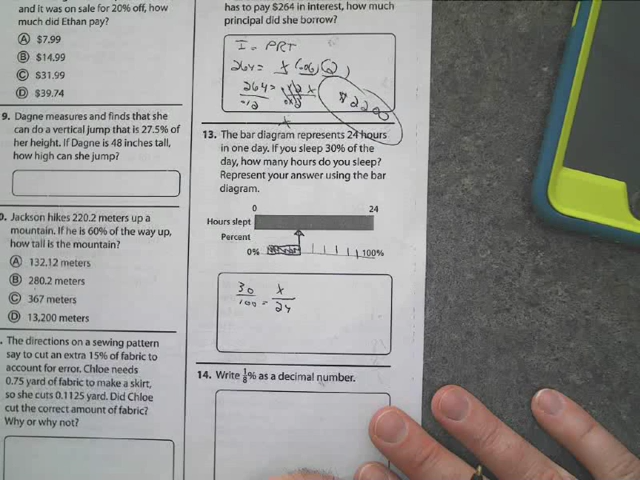 and it was on sale for 20% off, how
much did Ethan pay?
A $7.99
B $14.99
C $31.99
D $39.74
9. Dagne measures and finds that she
can do a vertical jump that is 27.5% of
her height. If Dagne is 48 inches tall,
how high can she jump?
0. Jackson hikes 220.2 meters up a
mountain. If he is 60% of the way up,
how tall is the mountain?
A 132.12 meters
B 280.2 meters
C 367 meters
D 13,200 meters
. The directions on a sewing pattern
say to cut an extra 15% of fabric to
account for error. Chloe needs
0.75 yard of fabric to make a skirt,
so she cuts 0.1125 yard. Did Chloe
cut the correct amount of fabric?
Why or why not?
has to pay $264 in interest, how much
principal did she borrow?
I = PRT
264 = x (.06)(2)
264 =
$2200
13. The bar diagram represents 24 hours
in one day. If you sleep 30% of the
day, how many hours do you sleep?
Represent your answer using the bar
diagram.
0 24
Hours slept
Percent
0% 100%
30 x
100 = 24
14. Write 1/8% as a decimal number.